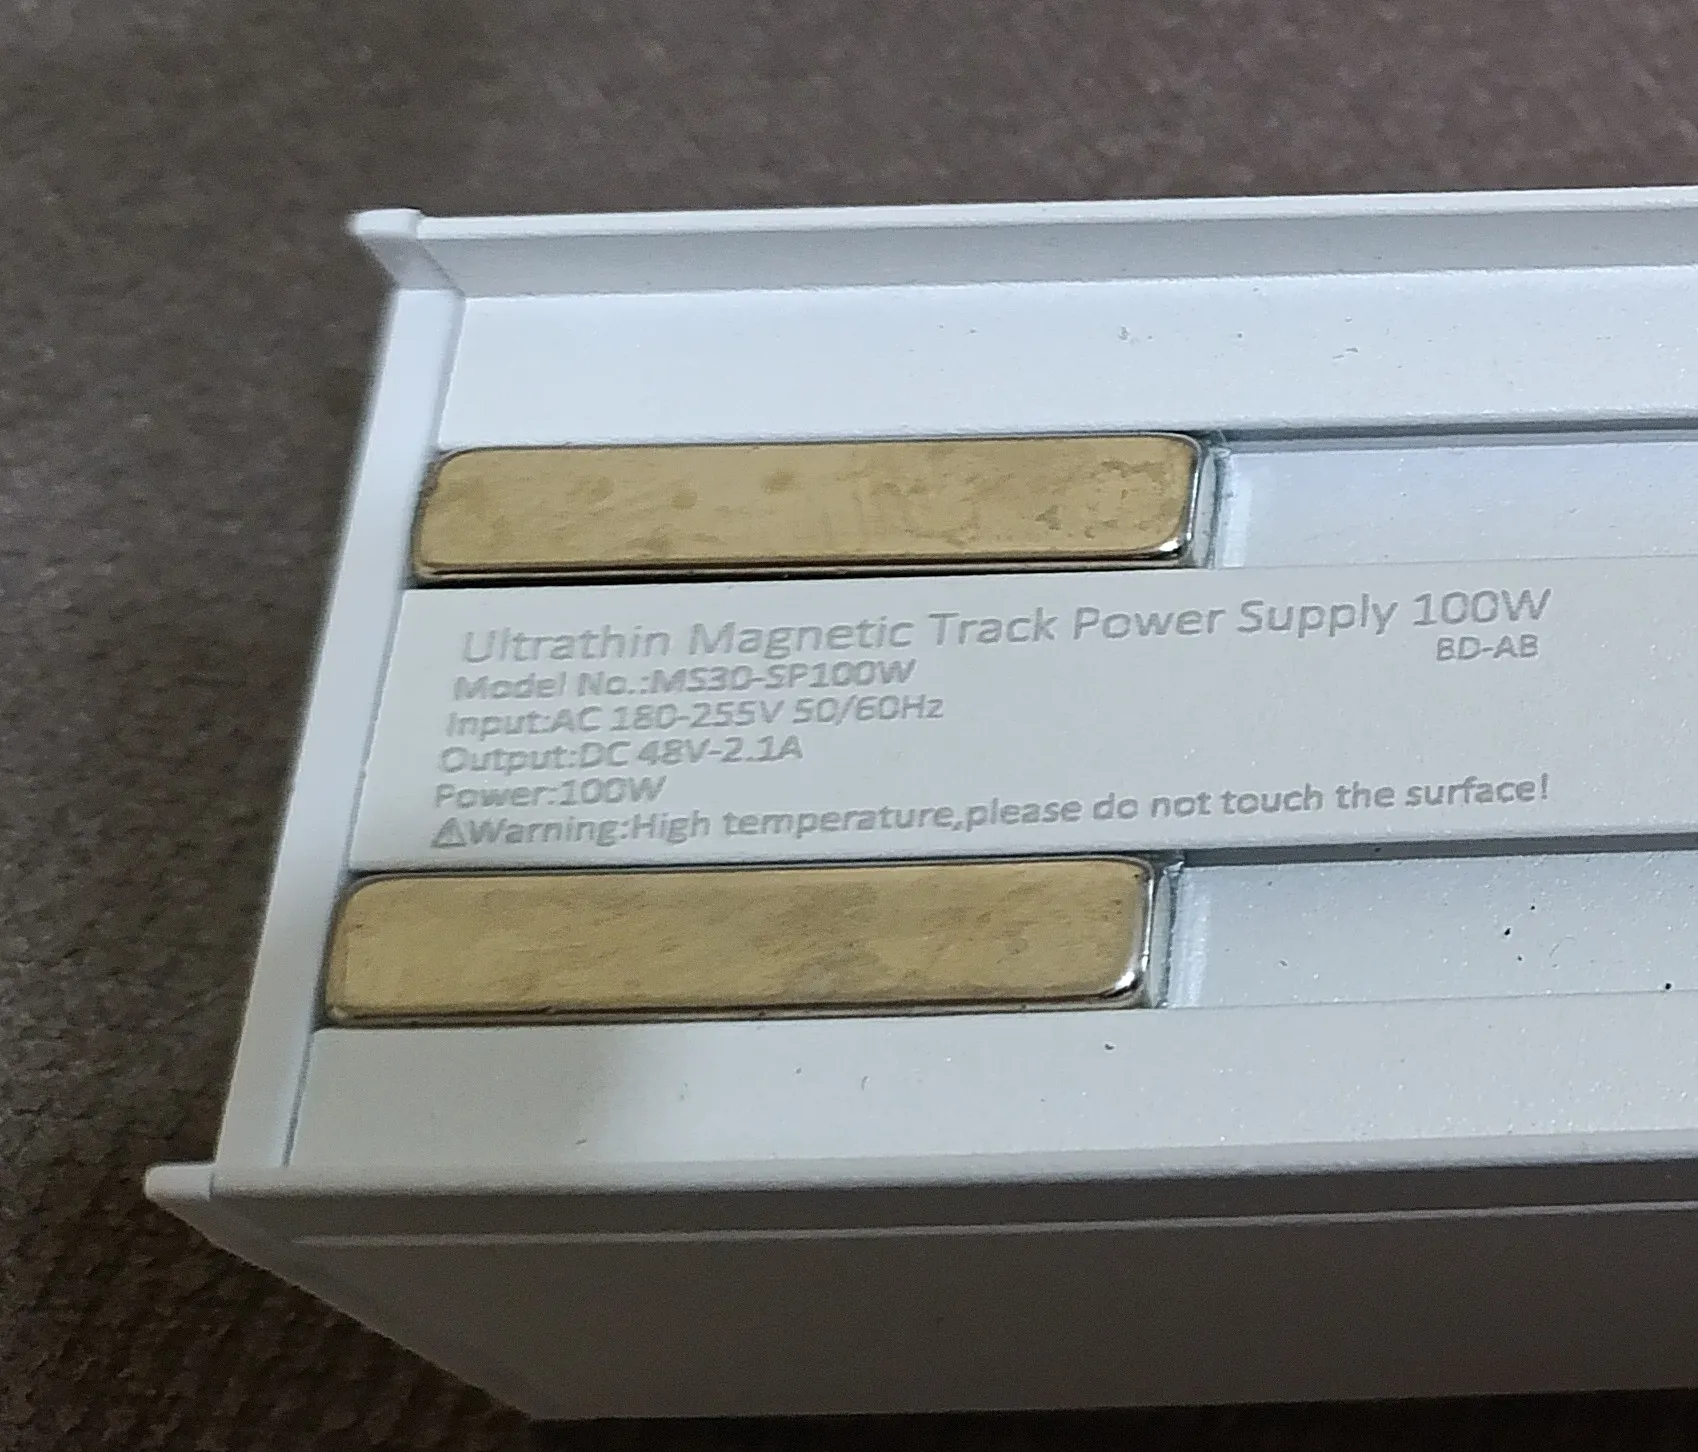 Ultrathin Magnetic Track Power Supply 100W
BD-AB
Model No.:MS30-SP100W
Input:AC 180-255V 50/60Hz
Output:DC 48V-2.1A
Power:100W
⚠Warning:High temperature,please do not touch the surface!